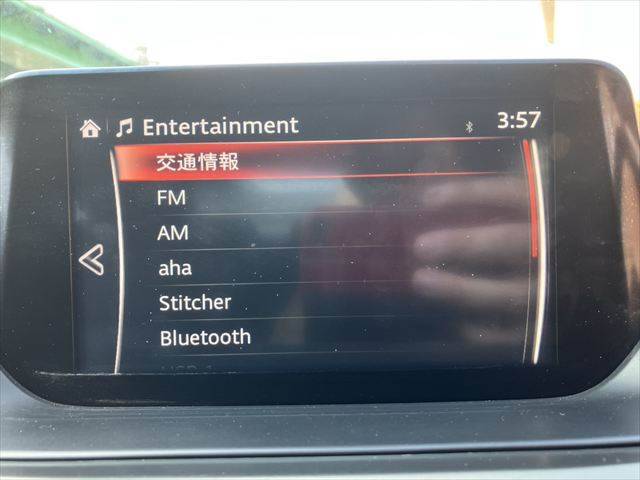 Entertainment 3:57
交通情報
FM
AM
aha
Stitcher
Bluetooth